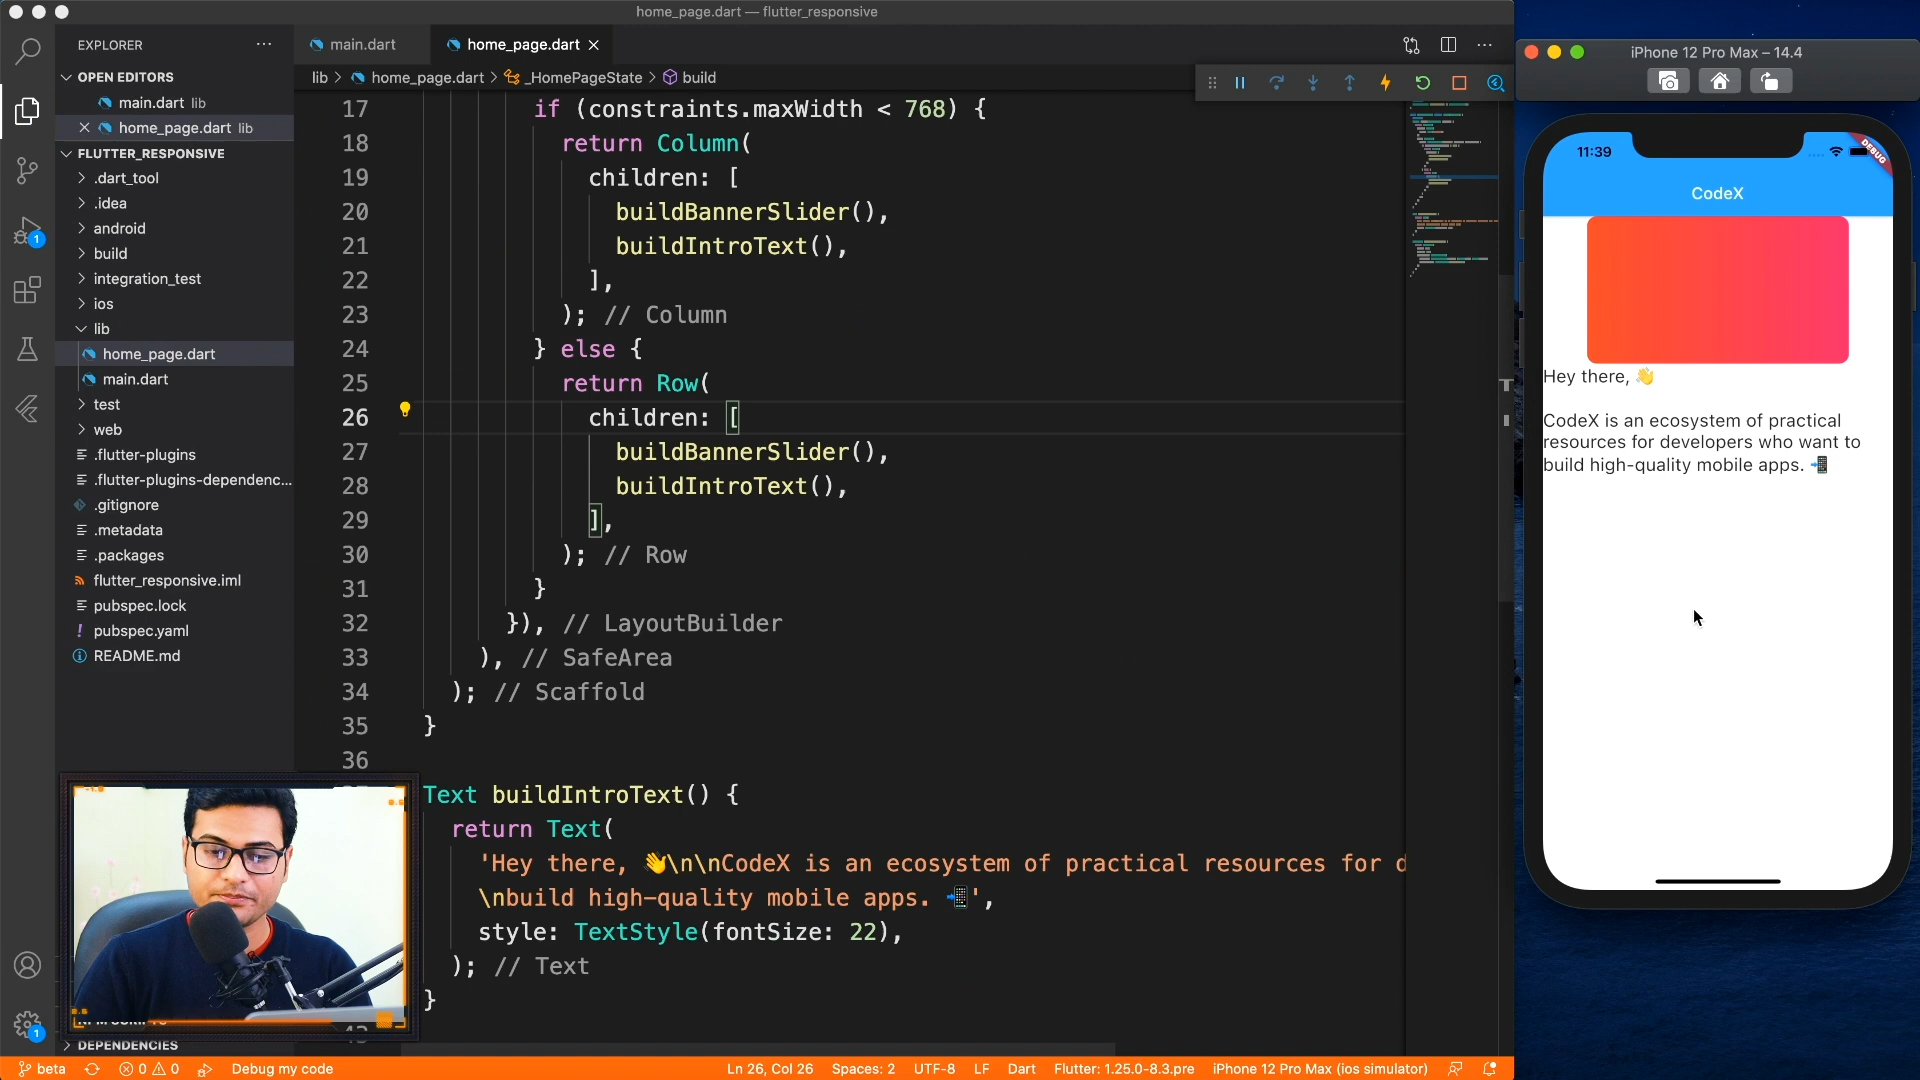 home_page.dart — flutter_responsive
EXPLORER
OPEN EDITORS
main.dart lib
home_page.dart lib
FLUTTER_RESPONSIVE
.dart_tool
.idea
android
build
integration_test
ios
lib
home_page.dart
main.dart
test
web
.flutter-plugins
.flutter-plugins-dependenc...
.gitignore
.metadata
.packages
flutter_responsive.iml
pubspec.lock
pubspec.yaml
README.md
DEPENDENCIES
1
1
main.dart
home_page.dart
lib > home_page.dart > _HomePageState > build
17 if (constraints.maxWidth < 768) {
18 return Column(
19 children: [
20 buildBannerSlider(),
21 buildIntroText(),
22 ],
23 ); // Column
24 } else {
25 return Row(
26 children: [
27 buildBannerSlider(),
28 buildIntroText(),
29 ],
30 ); // Row
31 }
32 }), // LayoutBuilder
33 ), // SafeArea
34 ); // Scaffold
35 }
36
Text buildIntroText() {
return Text(
'Hey there, 👋\n\nCodeX is an ecosystem of practical resources for d
\nbuild high-quality mobile apps. 📲',
style: TextStyle(fontSize: 22),
); // Text
}
beta
0 0
Debug my code
Ln 26, Col 26
Spaces: 2
UTF-8
LF
Dart
Flutter: 1.25.0-8.3.pre
iPhone 12 Pro Max (ios simulator)
iPhone 12 Pro Max – 14.4
11:39
DEBUG
CodeX
Hey there, 👋
CodeX is an ecosystem of practical
resources for developers who want to
build high-quality mobile apps. 📲